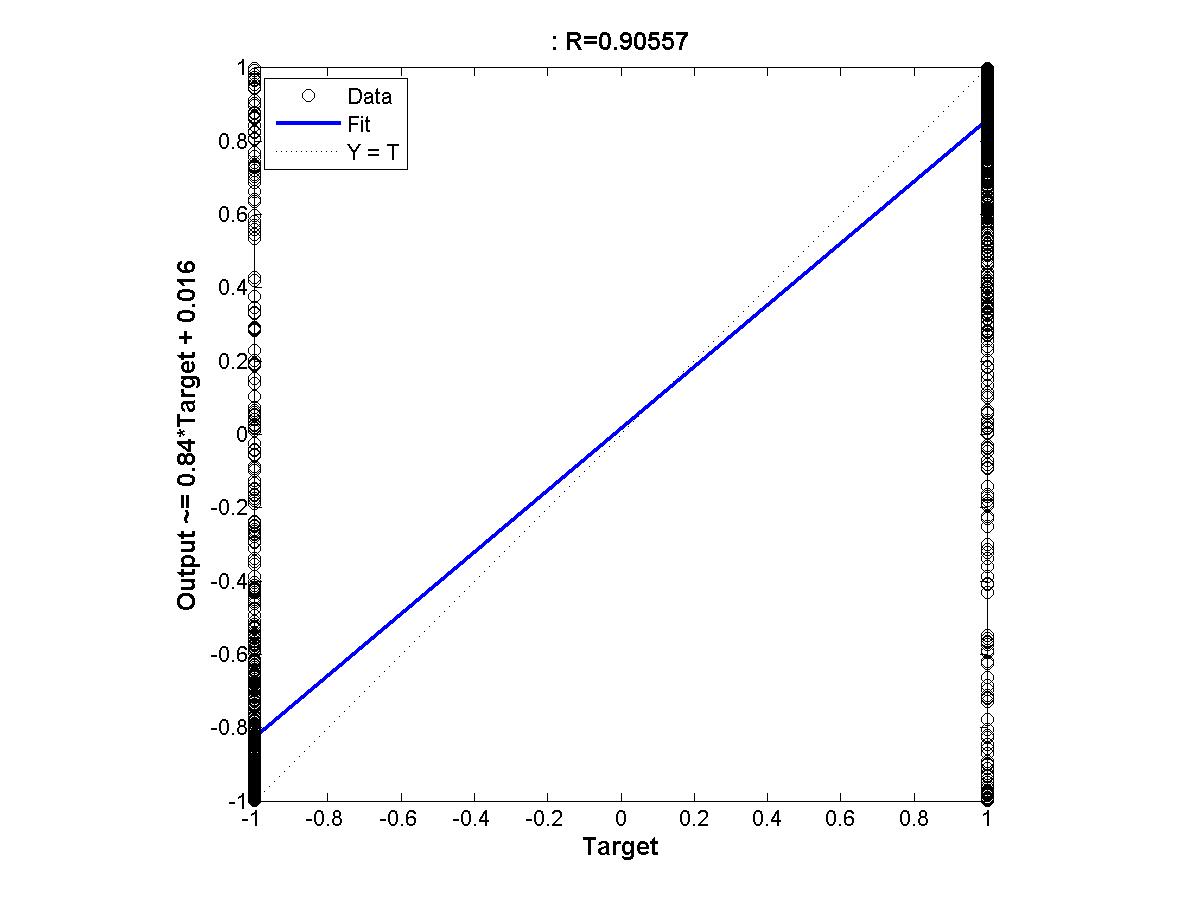 : R=0.90557
Data
Fit
Y = T
1
0.8
0.6
0.4
0.2
0
-0.2
-0.4
-0.6
-0.8
-1
Output ~= 0.84*Target + 0.016
-1 -0.8 -0.6 -0.4 -0.2 0 0.2 0.4 0.6 0.8 1
Target